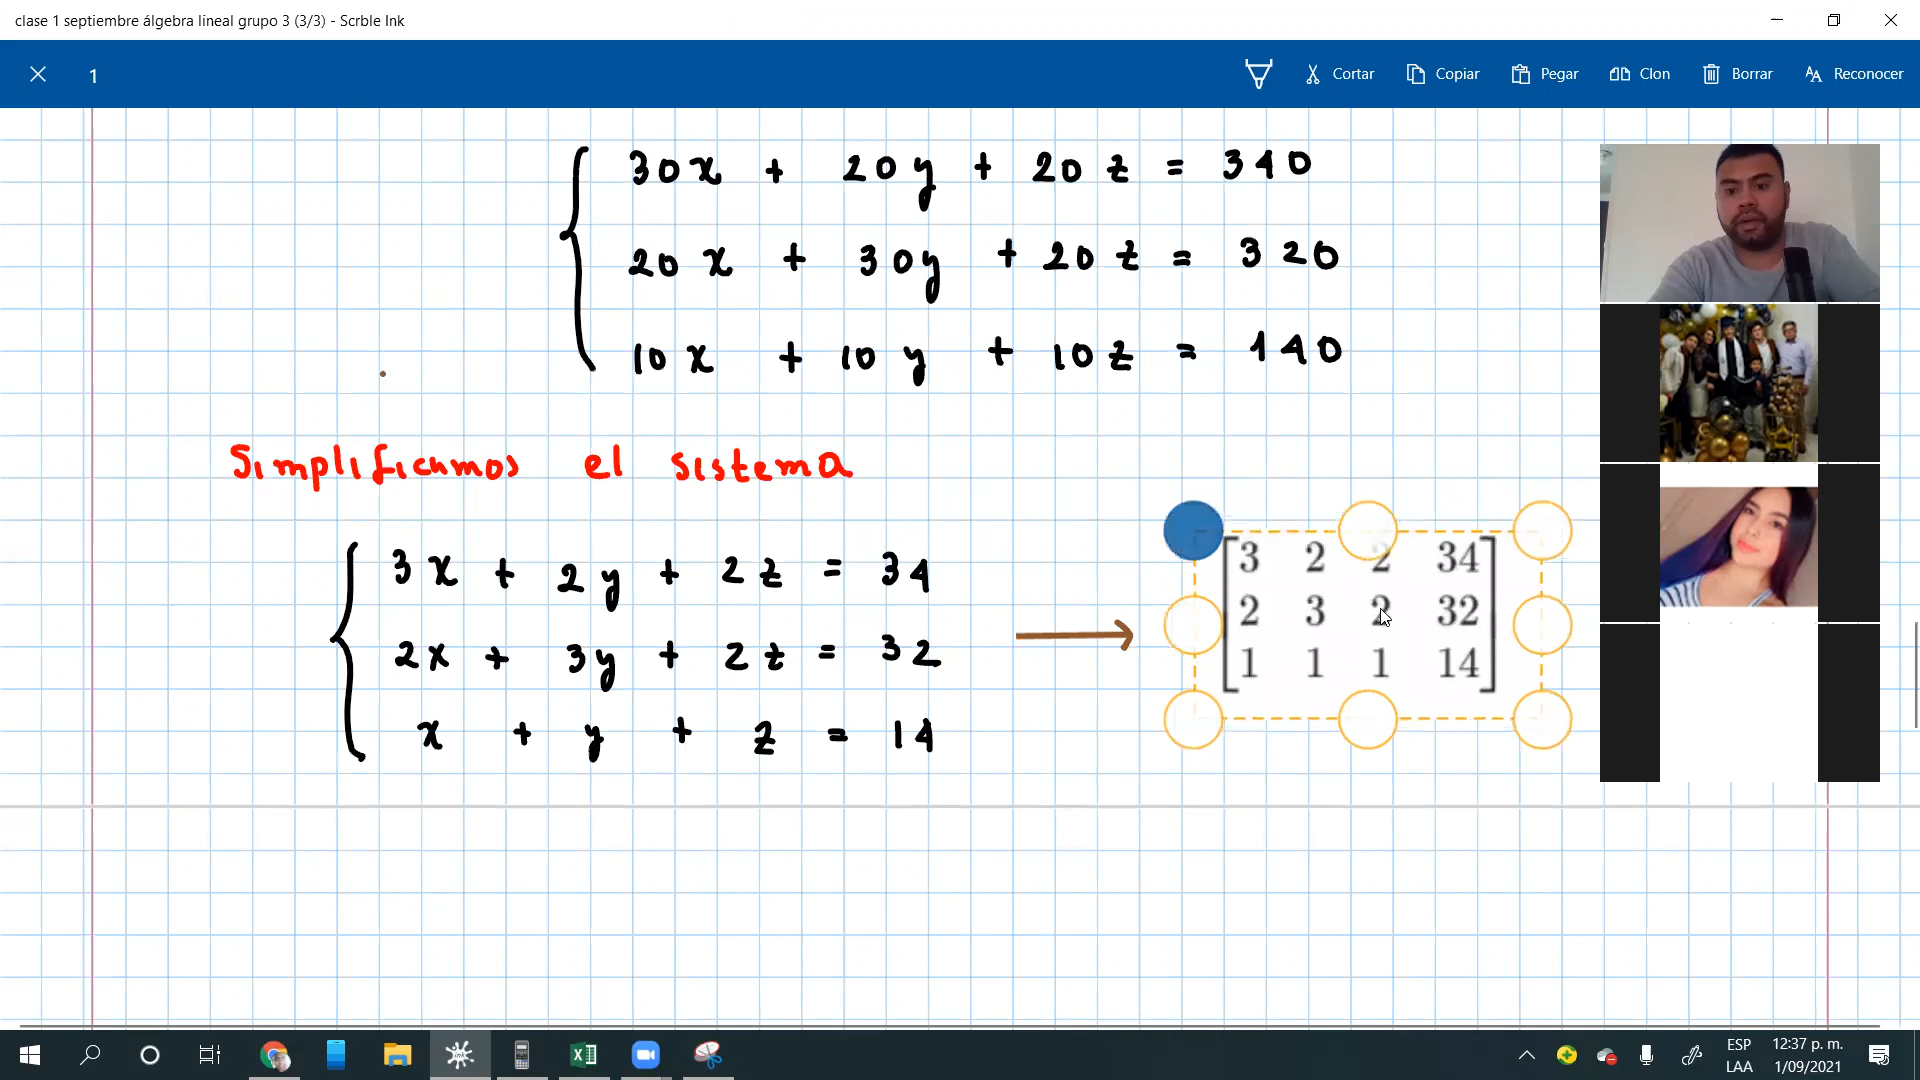 clase 1 septiembre álgebra lineal grupo 3 (3/3) - Scrble Ink
1 Cortar Copiar Pegar Clon Borrar Reconocer
30x + 20y + 20z = 340
20x + 30y + 20z = 320
10x + 10y + 10z = 140
Simplificamos el sistema
3x + 2y + 2z = 34
2x + 3y + 2z = 32
x + y + z = 14
3 2 2 34
2 3 2 32
1 1 1 14
ESP
LAA
12:37 p. m.
1/09/2021